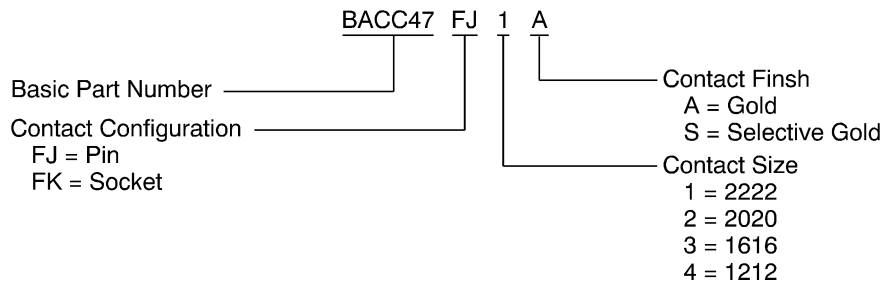 BACC47 FJ 1 A
Basic Part Number
Contact Configuration
FJ = Pin
FK = Socket
Contact Finsh
A = Gold
S = Selective Gold
Contact Size
1 = 2222
2 = 2020
3 = 1616
4 = 1212